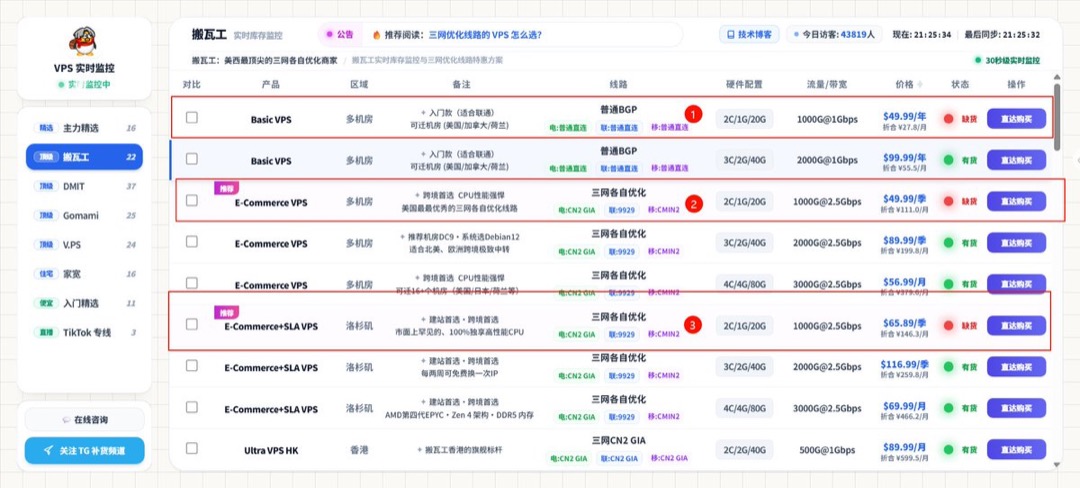 VPS 实时监控
监控中
精选 主力精选 16
顶级 搬瓦工 22
顶级 DMIT 37
顶级 Gomami 25
顶级 V.PS 24
住宅 家宽 16
便宜 入门精选 11
直播 TikTok 专线 3
在线咨询
关注 TG 补货频道
搬瓦工 实时库存监控
公告
推荐阅读：三网优化线路的 VPS 怎么选？
技术博客
今日访客: 43819人
现在: 21:25:34
最后同步: 21:25:32
搬瓦工：美西最顶尖的三网各自优化商家 / 搬瓦工实时库存监控与三网优化线路特惠方案
30秒级实时监控
对比 产品 区域 备注 线路 硬件配置 流量/带宽 价格 状态 操作
Basic VPS 多机房
+ 入门款（适合联通）
可迁机房 (美国/加拿大/荷兰)
普通BGP
电:普通直连 联:普通直连 移:普通直连
1
2C/1G/20G 1000G@1Gbps
$49.99/年
折合 ¥27.8/月
缺货 直达购买
Basic VPS 多机房
+ 入门款（适合联通）
可迁机房 (美国/加拿大/荷兰)
普通BGP
电:普通直连 联:普通直连 移:普通直连
3C/2G/40G 2000G@1Gbps
$99.99/年
折合 ¥55.5/月
有货 直达购买
推荐
E-Commerce VPS 多机房
+ 跨境首选 CPU性能强悍
美国最最优秀的三网各自优化线路
三网各自优化
电:CN2 GIA 联:9929 移:CMIN2
2
2C/1G/20G 1000G@2.5Gbps
$49.99/季
折合 ¥111.0/月
缺货 直达购买
E-Commerce VPS 多机房
+ 推荐机房DC9・系统选Debian12
适合北美、欧洲跨境极致中转
三网各自优化
电:CN2 GIA 联:9929 移:CMIN2
3C/2G/40G 2000G@2.5Gbps
$89.99/季
折合 ¥199.8/月
有货 直达购买
E-Commerce VPS 多机房
+ 跨境首选 CPU性能强悍
可迁16+个机房（美国/日本/荷兰等）
三网各自优化
电:CN2 GIA 联:9929 移:CMIN2
4C/4G/80G 3000G@2.5Gbps
$56.99/月
折合 ¥379.6/月
有货 直达购买
推荐
E-Commerce+SLA VPS 洛杉矶
+ 建站首选・跨境首选
市面上罕见的、100%独享高性能CPU
三网各自优化
电:CN2 GIA 联:9929 移:CMIN2
3
2C/1G/20G 1000G@2.5Gbps
$65.89/季
折合 ¥146.3/月
缺货 直达购买
E-Commerce+SLA VPS 洛杉矶
+ 建站首选・跨境首选
每两周可免费换一次IP
三网各自优化
电:CN2 GIA 联:9929 移:CMIN2
3C/2G/40G 2000G@2.5Gbps
$116.99/季
折合 ¥259.8/月
有货 直达购买
E-Commerce+SLA VPS 洛杉矶
+ 建站首选・跨境首选
AMD第四代EPYC・Zen 4 架构・DDR5 内存
三网各自优化
电:CN2 GIA 联:9929 移:CMIN2
4C/4G/80G 3000G@2.5Gbps
$69.99/月
折合 ¥466.2/月
有货 直达购买
Ultra VPS HK 香港
+ 搬瓦工香港的旗舰标杆
三网CN2 GIA
电:CN2 GIA 联:CN2 GIA 移:CN2 GIA
2C/2G/40G 500G@1Gbps
$89.99/月
折合 ¥599.5/月
有货 直达购买